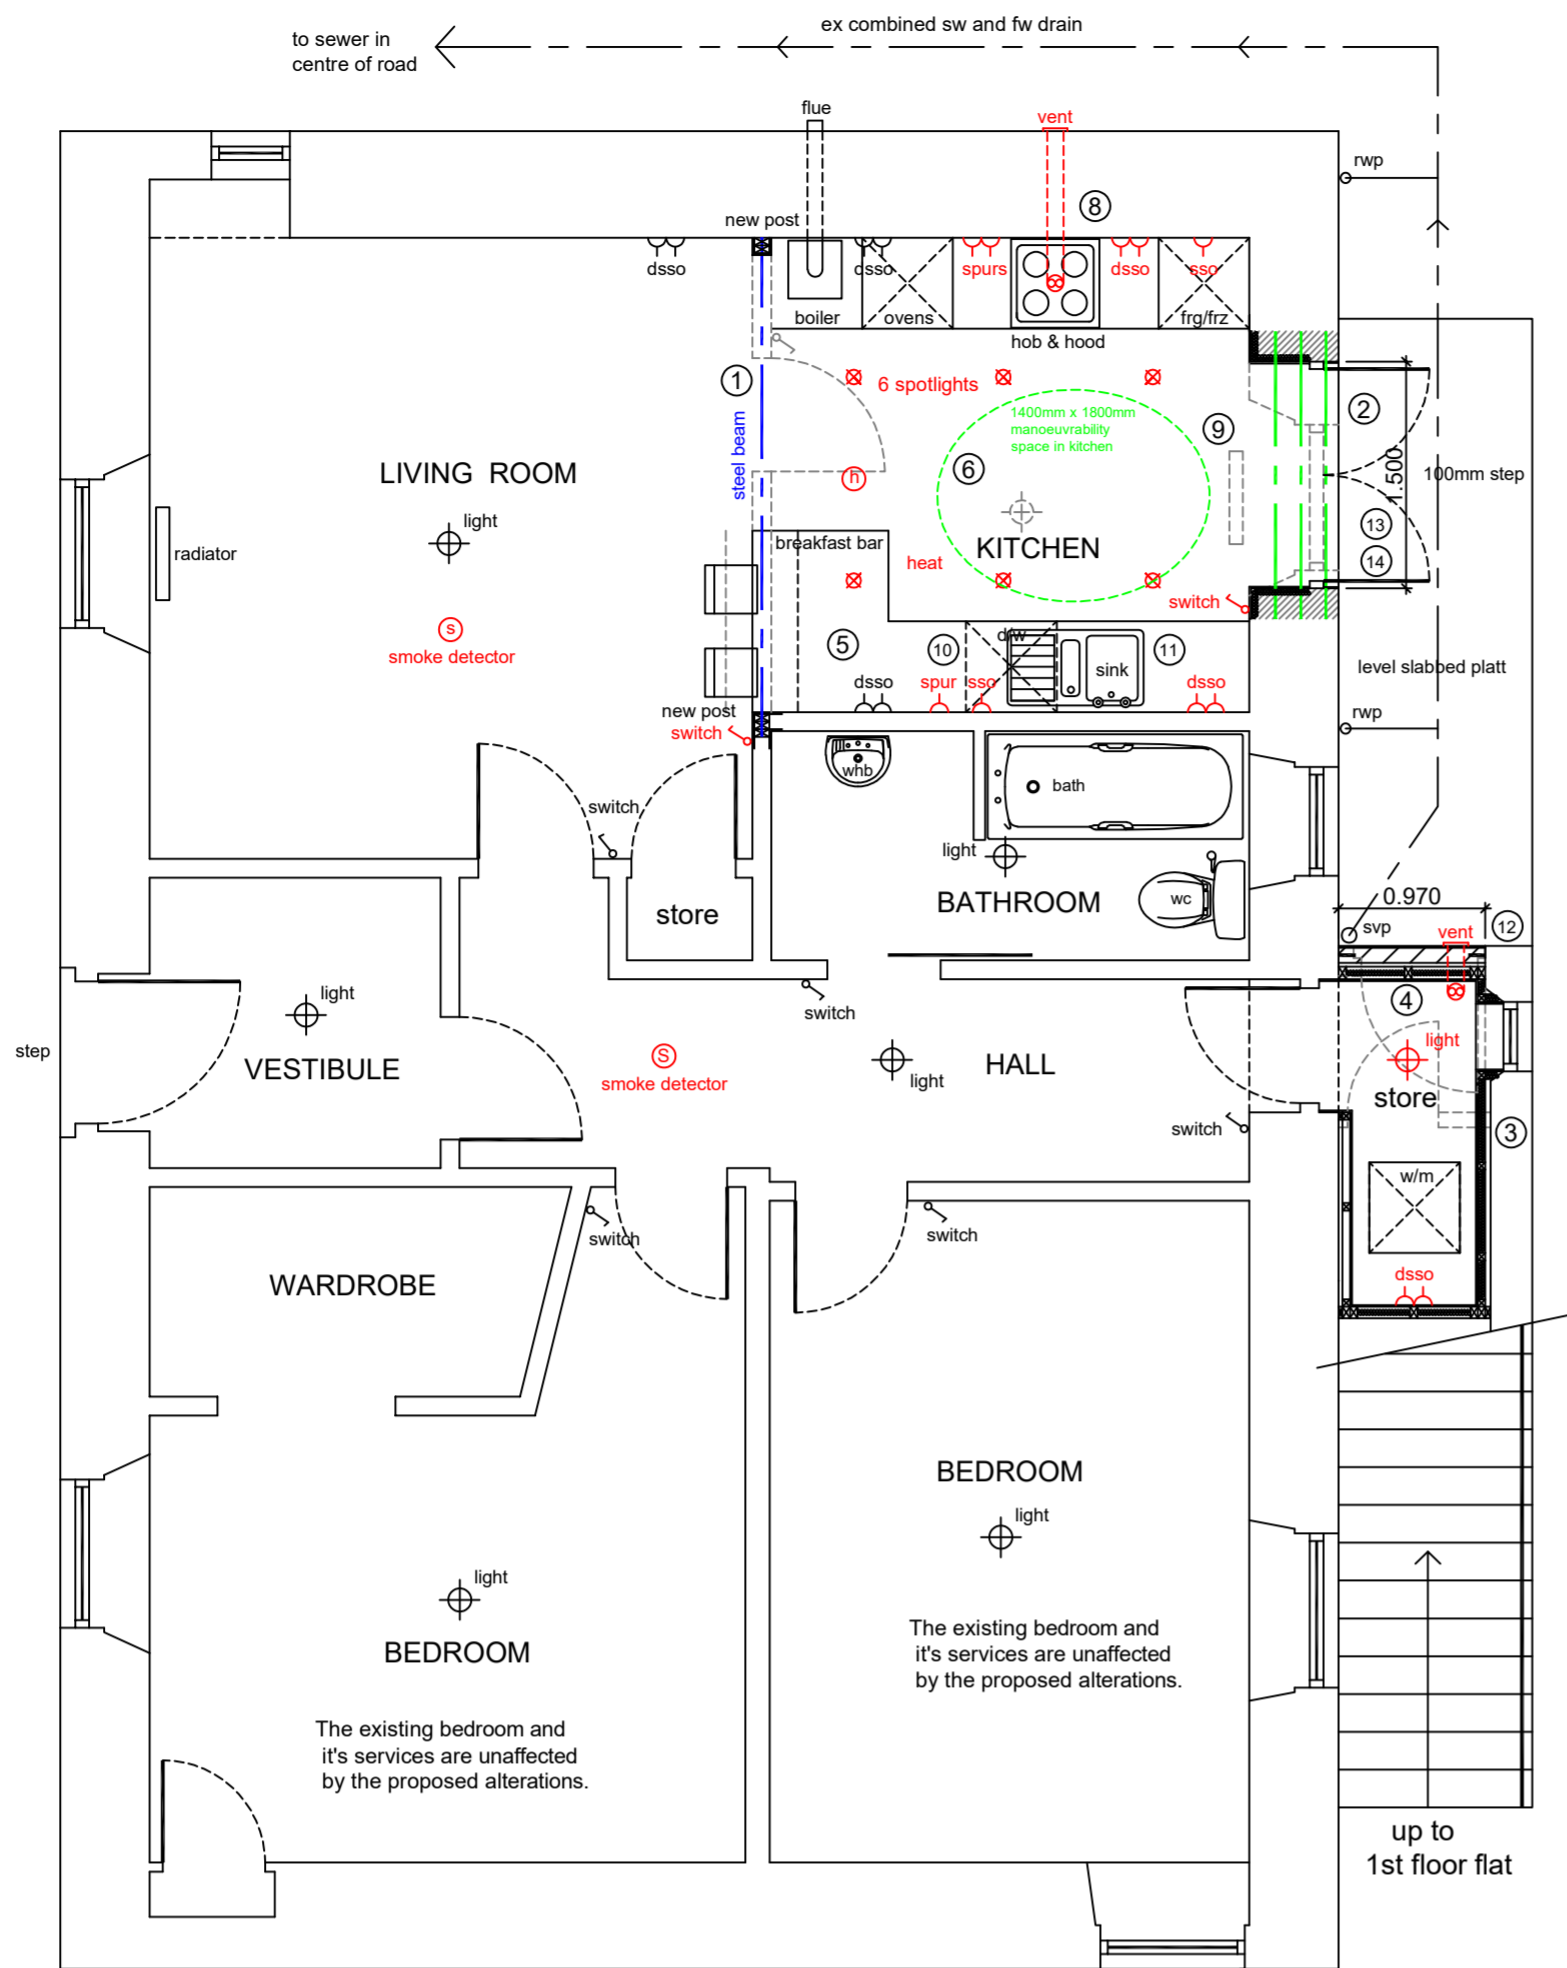 ex combined sw and fw drain
to sewer in
centre of road
flue
vent
rwp
8
new post
dsso
dsso
spurs
dsso
sso
boiler
ovens
frg/frz
hob & hood
1
6 spotlights
2
1400mm x 1800mm
manoeuvrability
space in kitchen
9
steel beam
LIVING ROOM
h
6
1.500
100mm step
light
13
radiator
breakfast bar
KITCHEN
heat
14
s
switch
smoke detector
d/w
5
10
11
level slabbed platt
sink
dsso
spur
sso
dsso
new post
switch
rwp
whb
bath
switch
light
0.970
store
BATHROOM
wc
svp
vent
12
light
switch
4
step
VESTIBULE
S
smoke detector
light
HALL
light
store
switch
3
w/m
switch
switch
dsso
WARDROBE
BEDROOM
light
light
BEDROOM
The existing bedroom and
it's services are unaffected
by the proposed alterations.
The existing bedroom and
it's services are unaffected
by the proposed alterations.
up to
1st floor flat